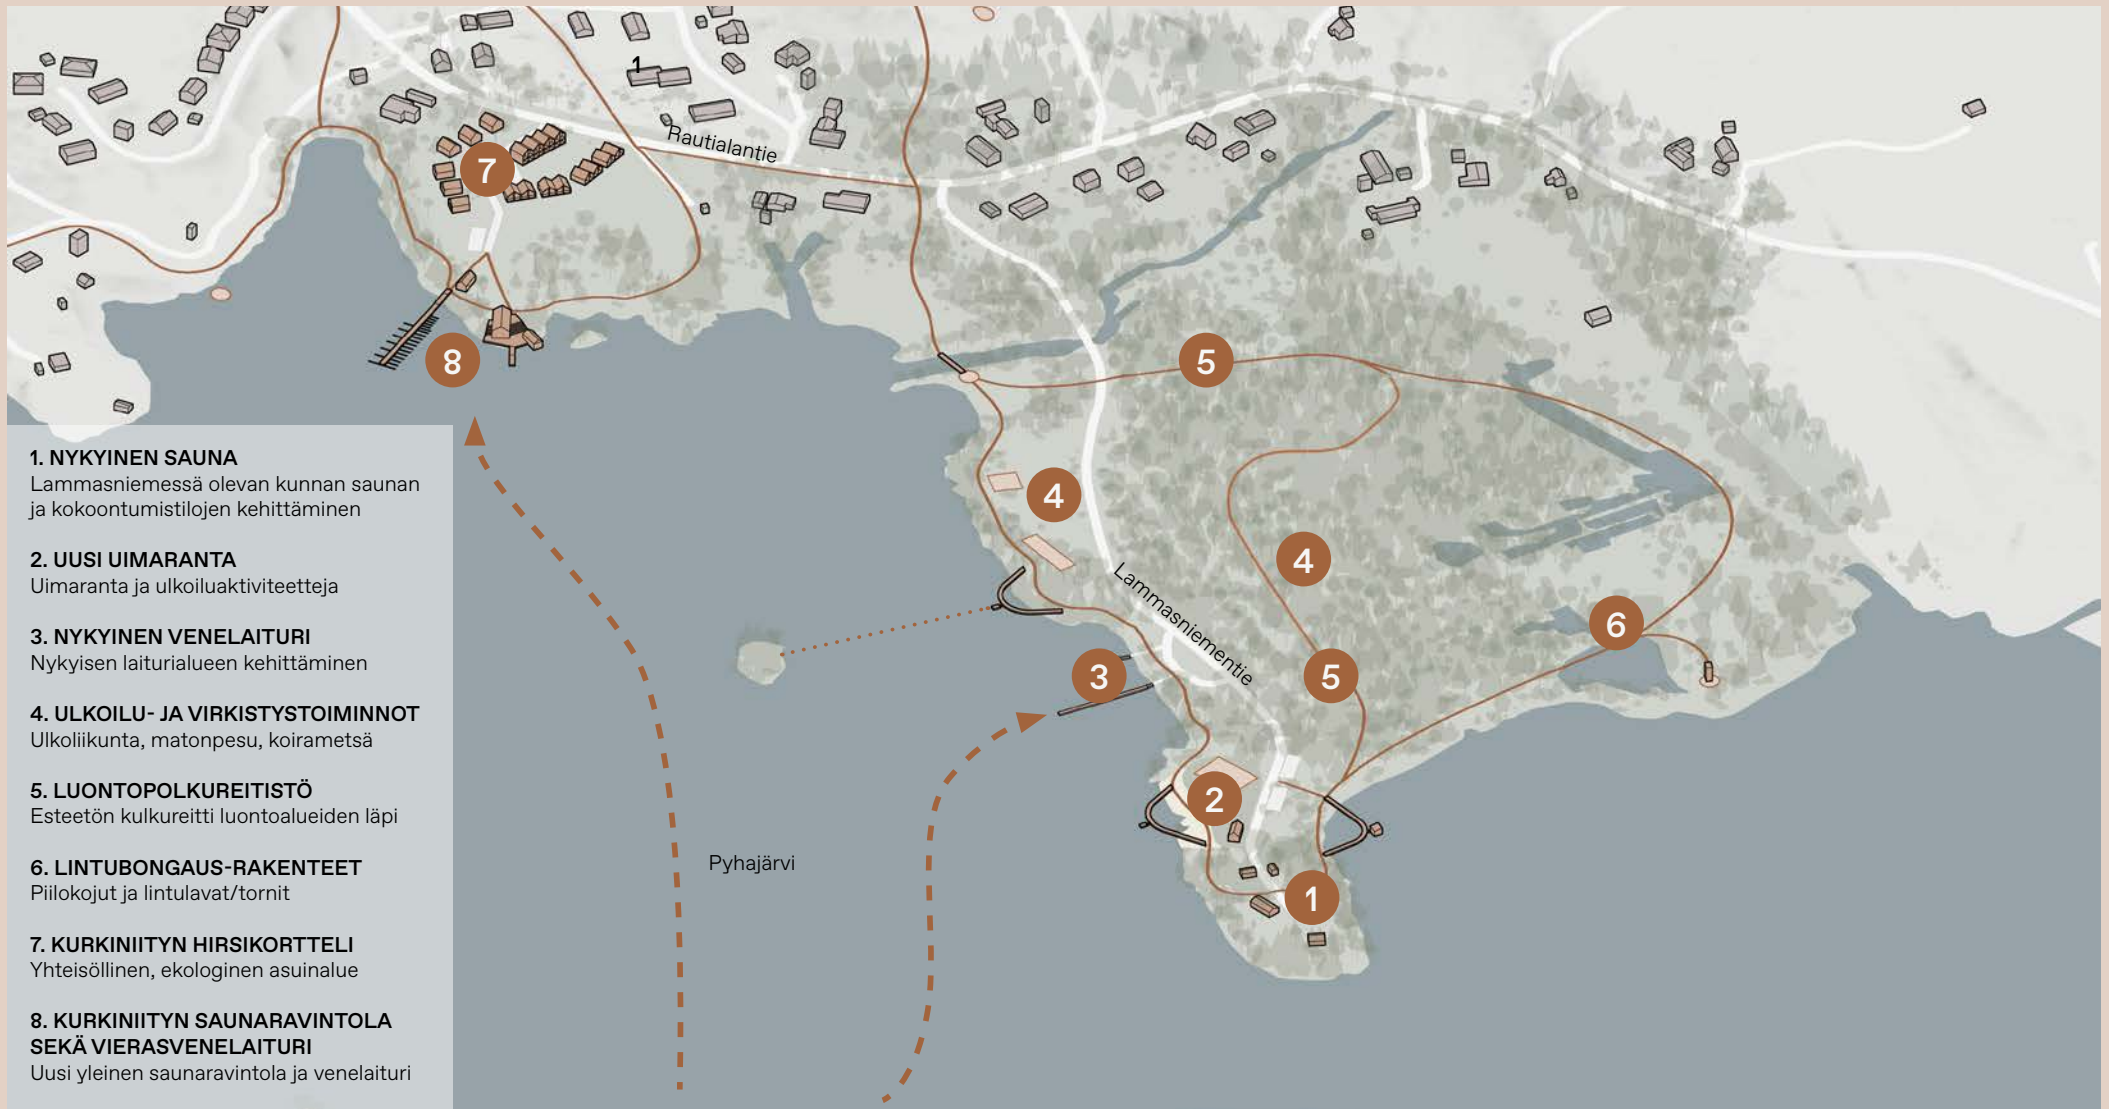 1
Rautialantie
7
8
5
4
4
Lammasniementie
6
3
5
2
1
Pyhajärvi
1. NYKYINEN SAUNA
Lammasniemessä olevan kunnan saunan
ja kokoontumistilojen kehittäminen
2. UUSI UIMARANTA
Uimaranta ja ulkoiluaktiviteetteja
3. NYKYINEN VENELAITURI
Nykyisen laiturialueen kehittäminen
4. ULKOILU- JA VIRKISTYSTOIMINNOT
Ulkoliikunta, matonpesu, koirametsä
5. LUONTOPOLKUREITISTÖ
Esteetön kulkureitti luontoalueiden läpi
6. LINTUBONGAUS-RAKENTEET
Piilokojut ja lintulavat/tornit
7. KURKINIITYN HIRSIKORTTELI
Yhteisöllinen, ekologinen asuinalue
8. KURKINIITYN SAUNARAVINTOLA
SEKÄ VIERASVENELAITURI
Uusi yleinen saunaravintola ja venelaituri